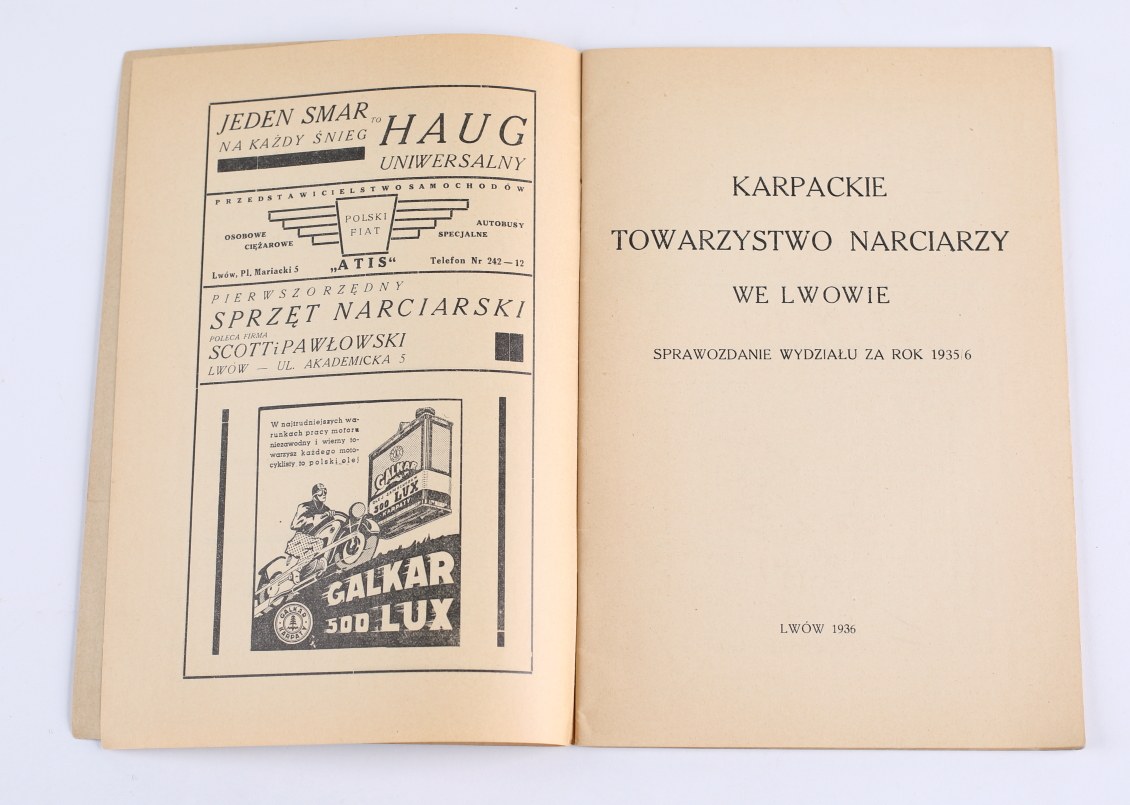 JEDEN SMAR TO HAUG
NA KAŻDY ŚNIEG
UNIWERSALNY
PRZEDSTAWICIELSTWO SAMOCHODÓW
POLSKI
FIAT
OSOBOWE
CIĘŻAROWE
AUTOBUSY
SPECJALNE
Lwów, Pl. Mariacki 5 „ATIS“ Telefon Nr 242—12
PIERWSZORZĘDNY
SPRZĘT NARCIARSKI
POLECA FIRMA
SCOTT i PAWŁOWSKI
LWÓW — UL. AKADEMICKA 5
W najtrudniejszych wa-
runkach pracy motoru
niezawodny i wierny to-
warzysz każdego moto-
cyklisty to polski olej
GALKAR
500 LUX
KARPATY
GALKAR
500 LUX
GALKAR
KARPATY
KARPACKIE
TOWARZYSTWO NARCIARZY
WE LWOWIE
SPRAWOZDANIE WYDZIAŁU ZA ROK 1935/6
LWÓW 1936